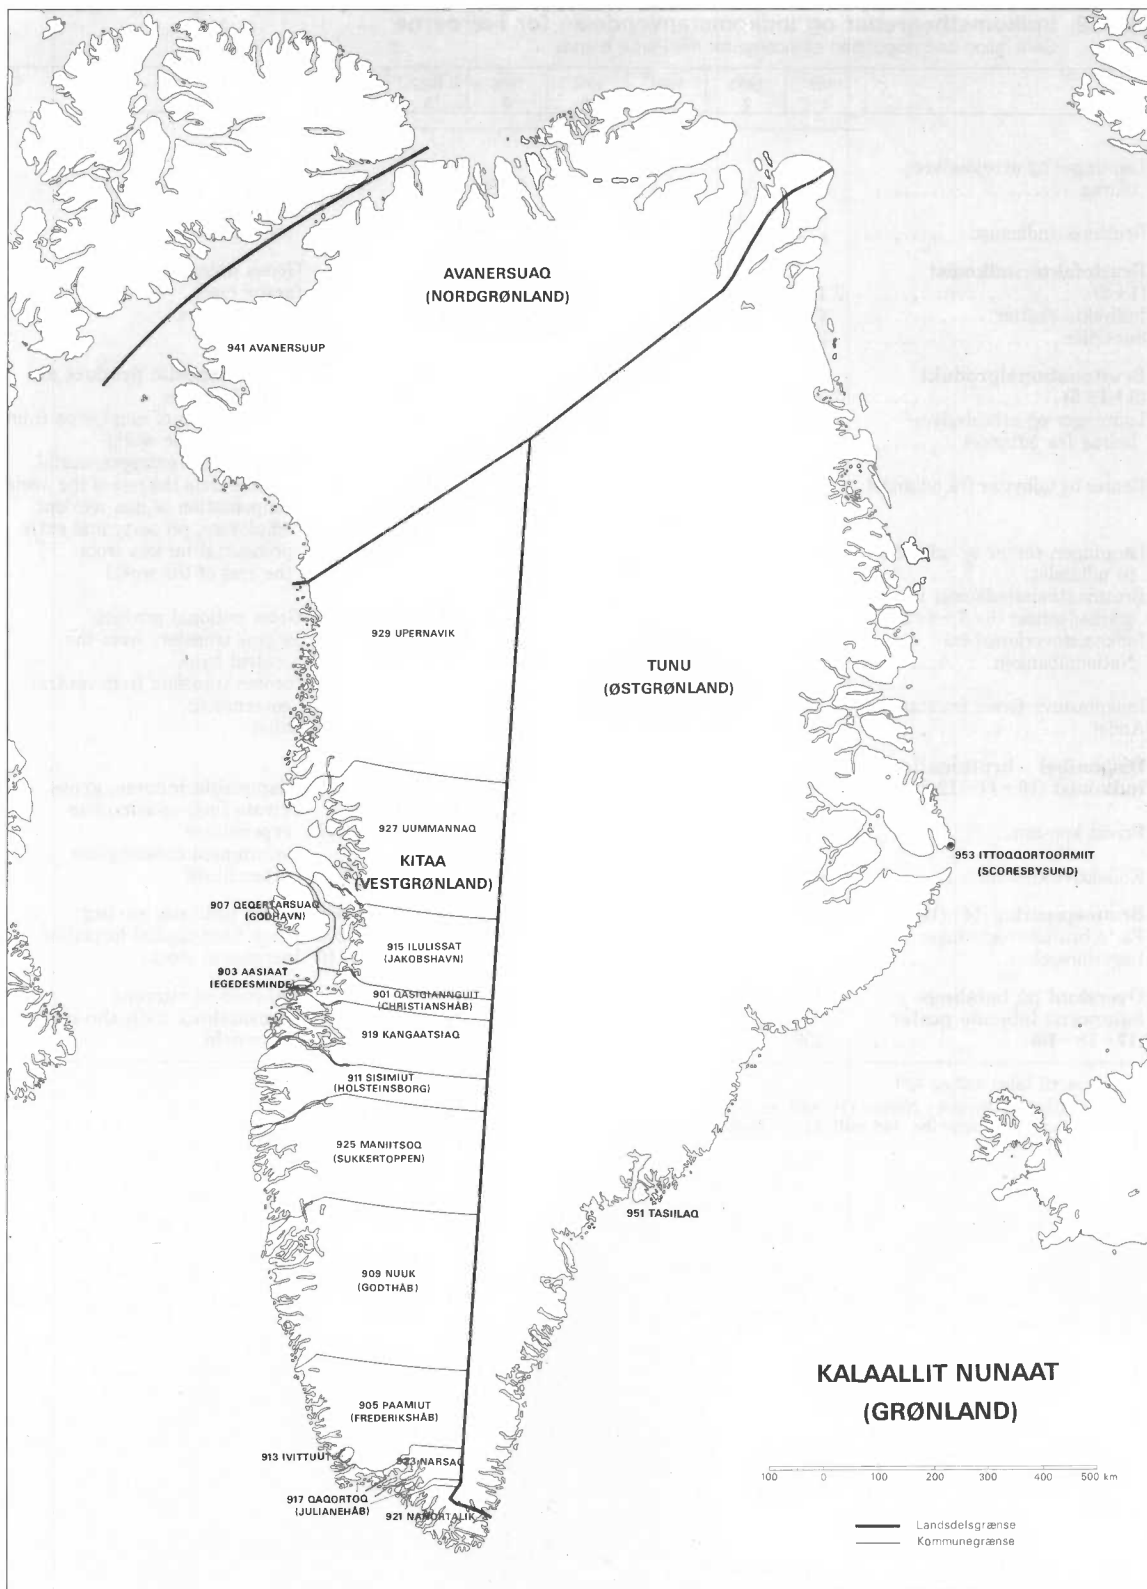 AVANERSUAQ
(NORDGRØNLAND)
941 AVANERSUUP
929 UPERNAVIK
TUNU
(ØSTGRØNLAND)
927 UUMMANNAQ
KITAA
(VESTGRØNLAND)
953 ITTOQQORTOORMIIT
(SCORESBYSUND)
907 QEQERTARSUAQ
(GODHAVN)
915 ILULISSAT
(JAKOBSHAVN)
903 AASIAAT
(EGEDESMINDE)
901 QASIGIANNGUIT
(CHRISTIANSHÅB)
919 KANGAATSIAQ
911 SISIMIUT
(HOLSTEINSBORG)
925 MANIITSOQ
(SUKKERTOPPEN)
951 TASIILAQ
909 NUUK
(GODTHÅB)
905 PAAMIUT
(FREDERIKSHÅB)
913 IVITTUUT
923 NARSAQ
917 QAQORTOQ
(JULIANEHÅB)
921 NANORTALIK
KALAALLIT NUNAAT
(GRØNLAND)
100 0 100 200 300 400 500 km
Landsdelsgrænse
Kommunegrænse